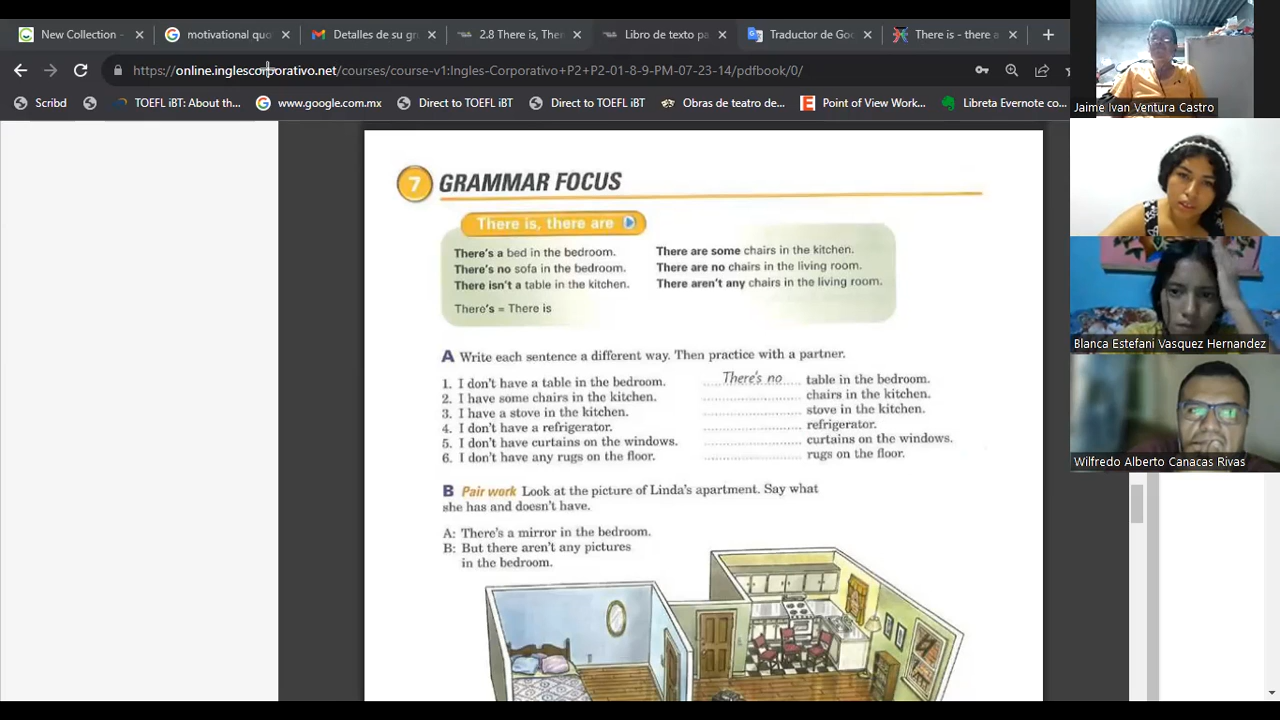 New Collection -
motivational quo
Detalles de su gr
2.8 There is, Ther
Libro de texto pa
Traductor de Goo
There is - there a
https://online.inglescorporativo.net/courses/course-v1:Ingles-Corporativo+P2+P2-01-8-9-PM-07-23-14/pdfbook/0/
Scribd
TOEFL iBT: About th...
www.google.com.mx
Direct to TOEFL iBT
Direct to TOEFL iBT
Obras de teatro de...
Point of View Work...
Libreta Evernote co...
7 GRAMMAR FOCUS
There is, there are
There's a bed in the bedroom.
There's no sofa in the bedroom.
There isn't a table in the kitchen.
There's = There is
There are some chairs in the kitchen.
There are no chairs in the living room.
There aren't any chairs in the living room.
A Write each sentence a different way. Then practice with a partner.
1. I don't have a table in the bedroom. There's no table in the bedroom.
2. I have some chairs in the kitchen. chairs in the kitchen.
3. I have a stove in the kitchen. stove in the kitchen.
4. I don't have a refrigerator. refrigerator.
5. I don't have curtains on the windows. curtains on the windows.
6. I don't have any rugs on the floor. rugs on the floor.
B Pair work Look at the picture of Linda's apartment. Say what
she has and doesn't have.
A: There's a mirror in the bedroom.
B: But there aren't any pictures
in the bedroom.
Jaime Ivan Ventura Castro
Blanca Estefani Vasquez Hernandez
Wilfredo Alberto Canacas Rivas